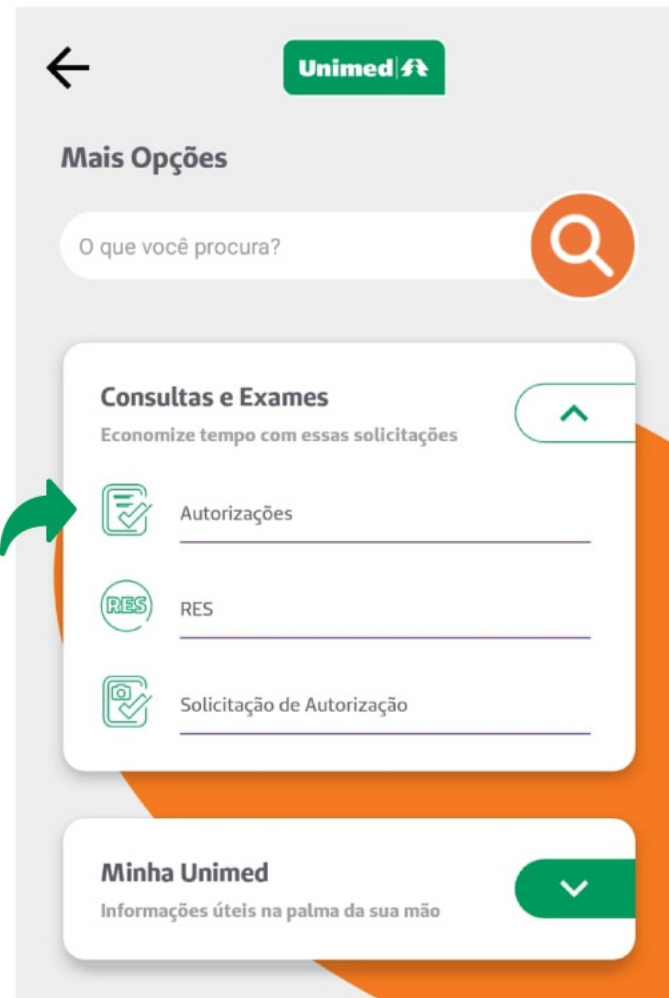 Unimed
Mais Opções
O que você procura?
Consultas e Exames
Economize tempo com essas solicitações
Autorizações
RES
RES
Solicitação de Autorização
Minha Unimed
Informações úteis na palma da sua mão